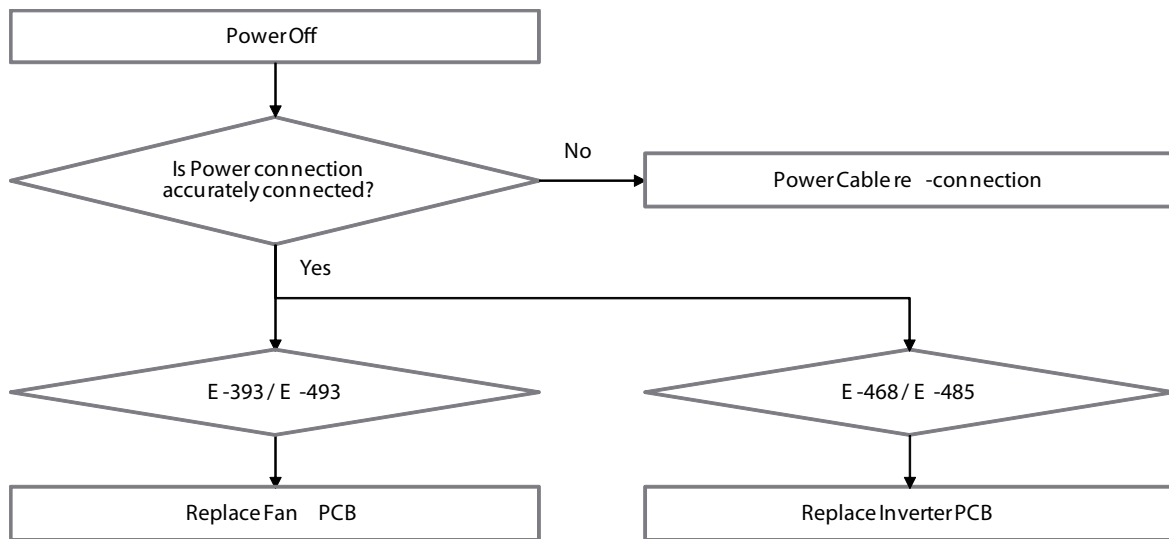 Power Off
Is Power connection
accurately connected?
No
Power Cable re -connection
Yes
E -393 / E -493
E -468 / E -485
Replace Fan PCB
Replace Inverter PCB